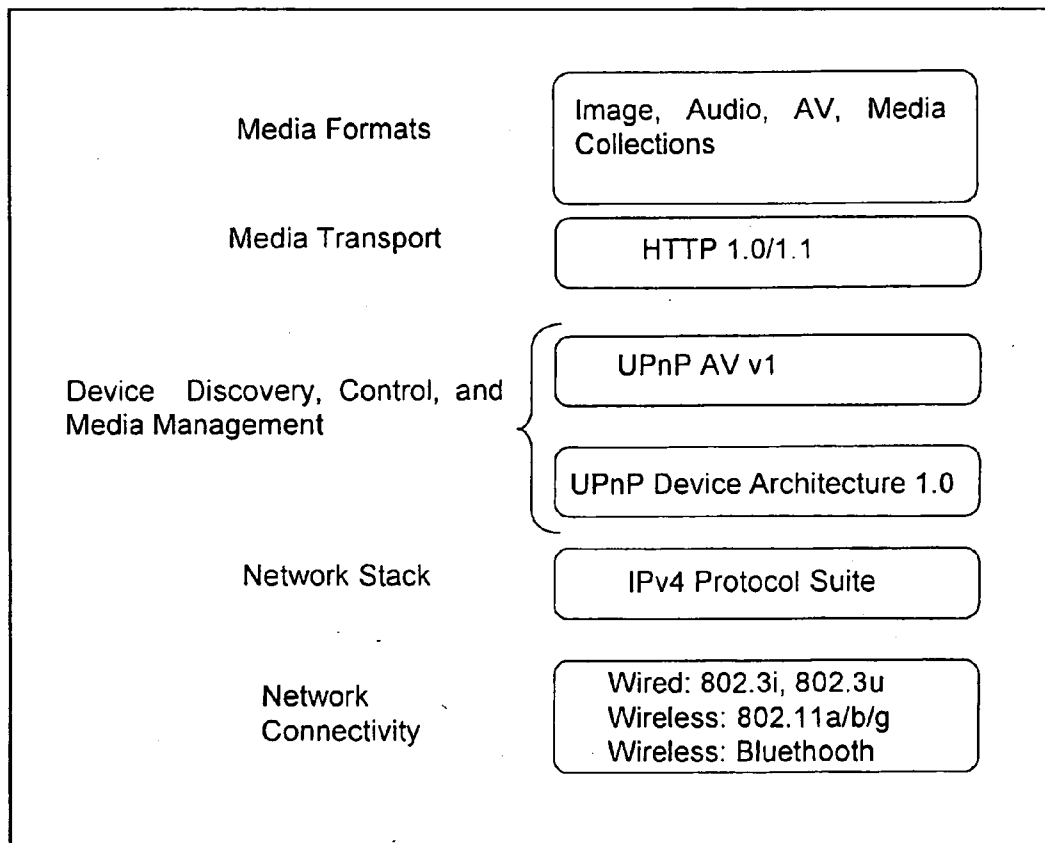 Media Formats
Image, Audio, AV, Media
Collections
Media Transport
HTTP 1.0/1.1
Device Discovery, Control, and
Media Management
UPnP AV v1
UPnP Device Architecture 1.0
Network Stack
IPv4 Protocol Suite
Network
Connectivity
Wired: 802.3i, 802.3u
Wireless: 802.11a/b/g
Wireless: Bluethooth